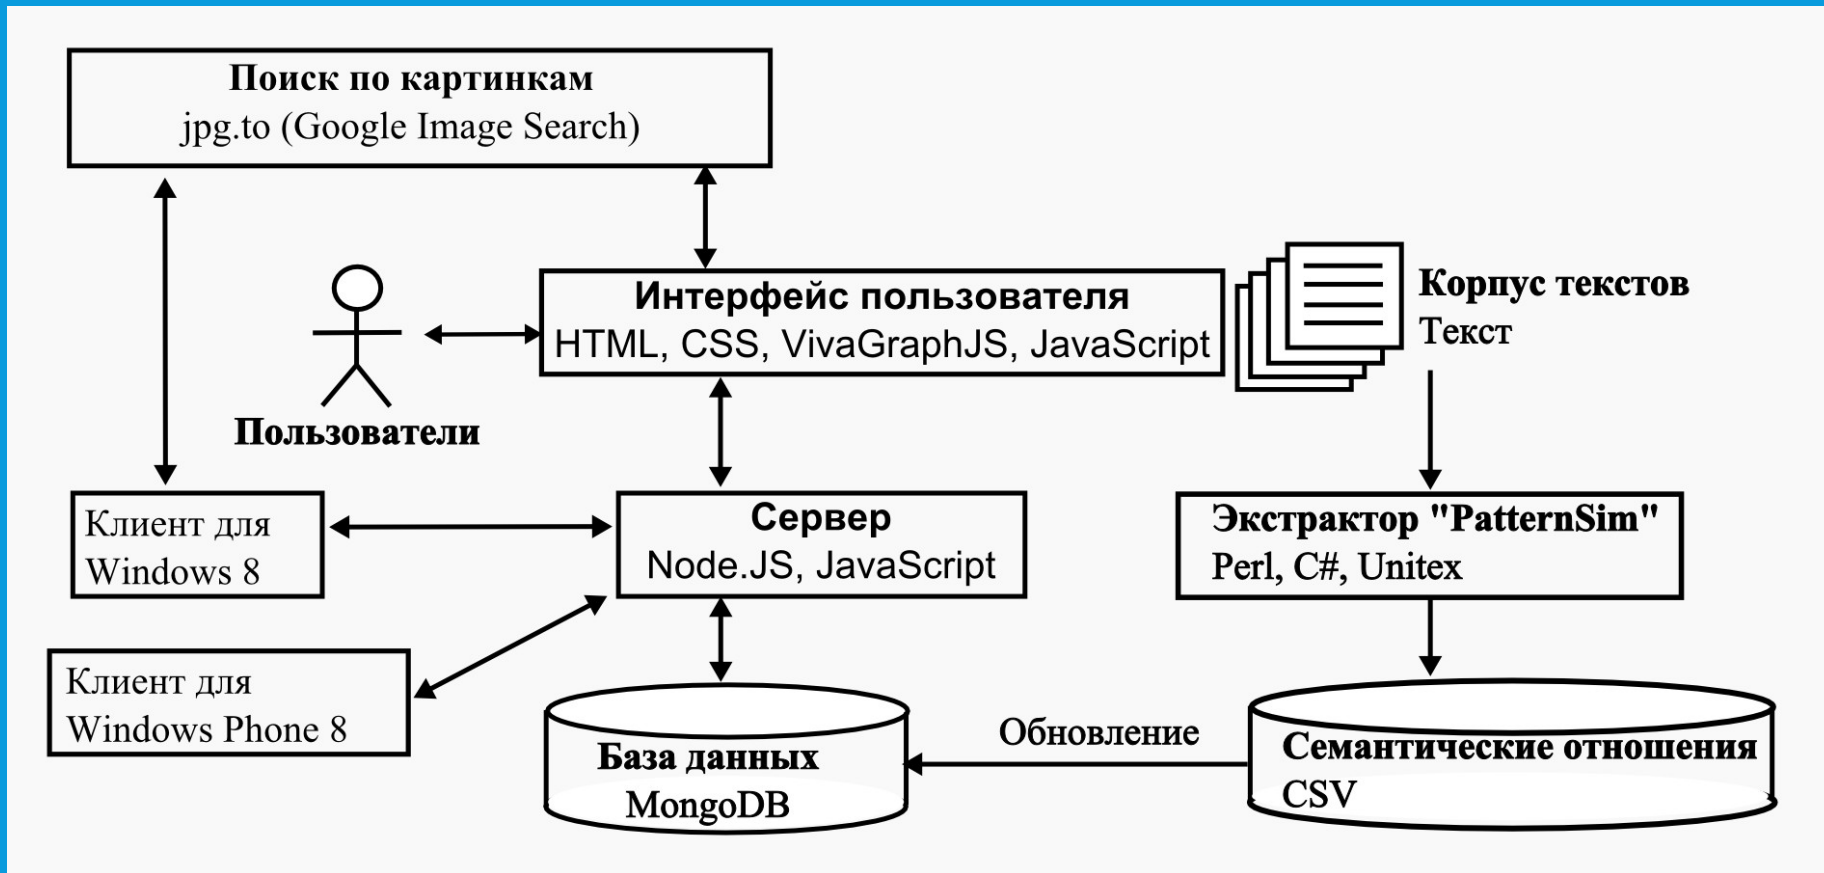 Поиск по картинкам
jpg.to (Google Image Search)
Интерфейс пользователя
HTML, CSS, VivaGraphJS, JavaScript
Корпус текстов
Текст
Пользователи
Клиент для
Windows 8
Сервер
Node.JS, JavaScript
Экстрактор "PatternSim"
Perl, C#, Unitex
Клиент для
Windows Phone 8
База данных
MongoDB
Обновление
Семантические отношения
CSV